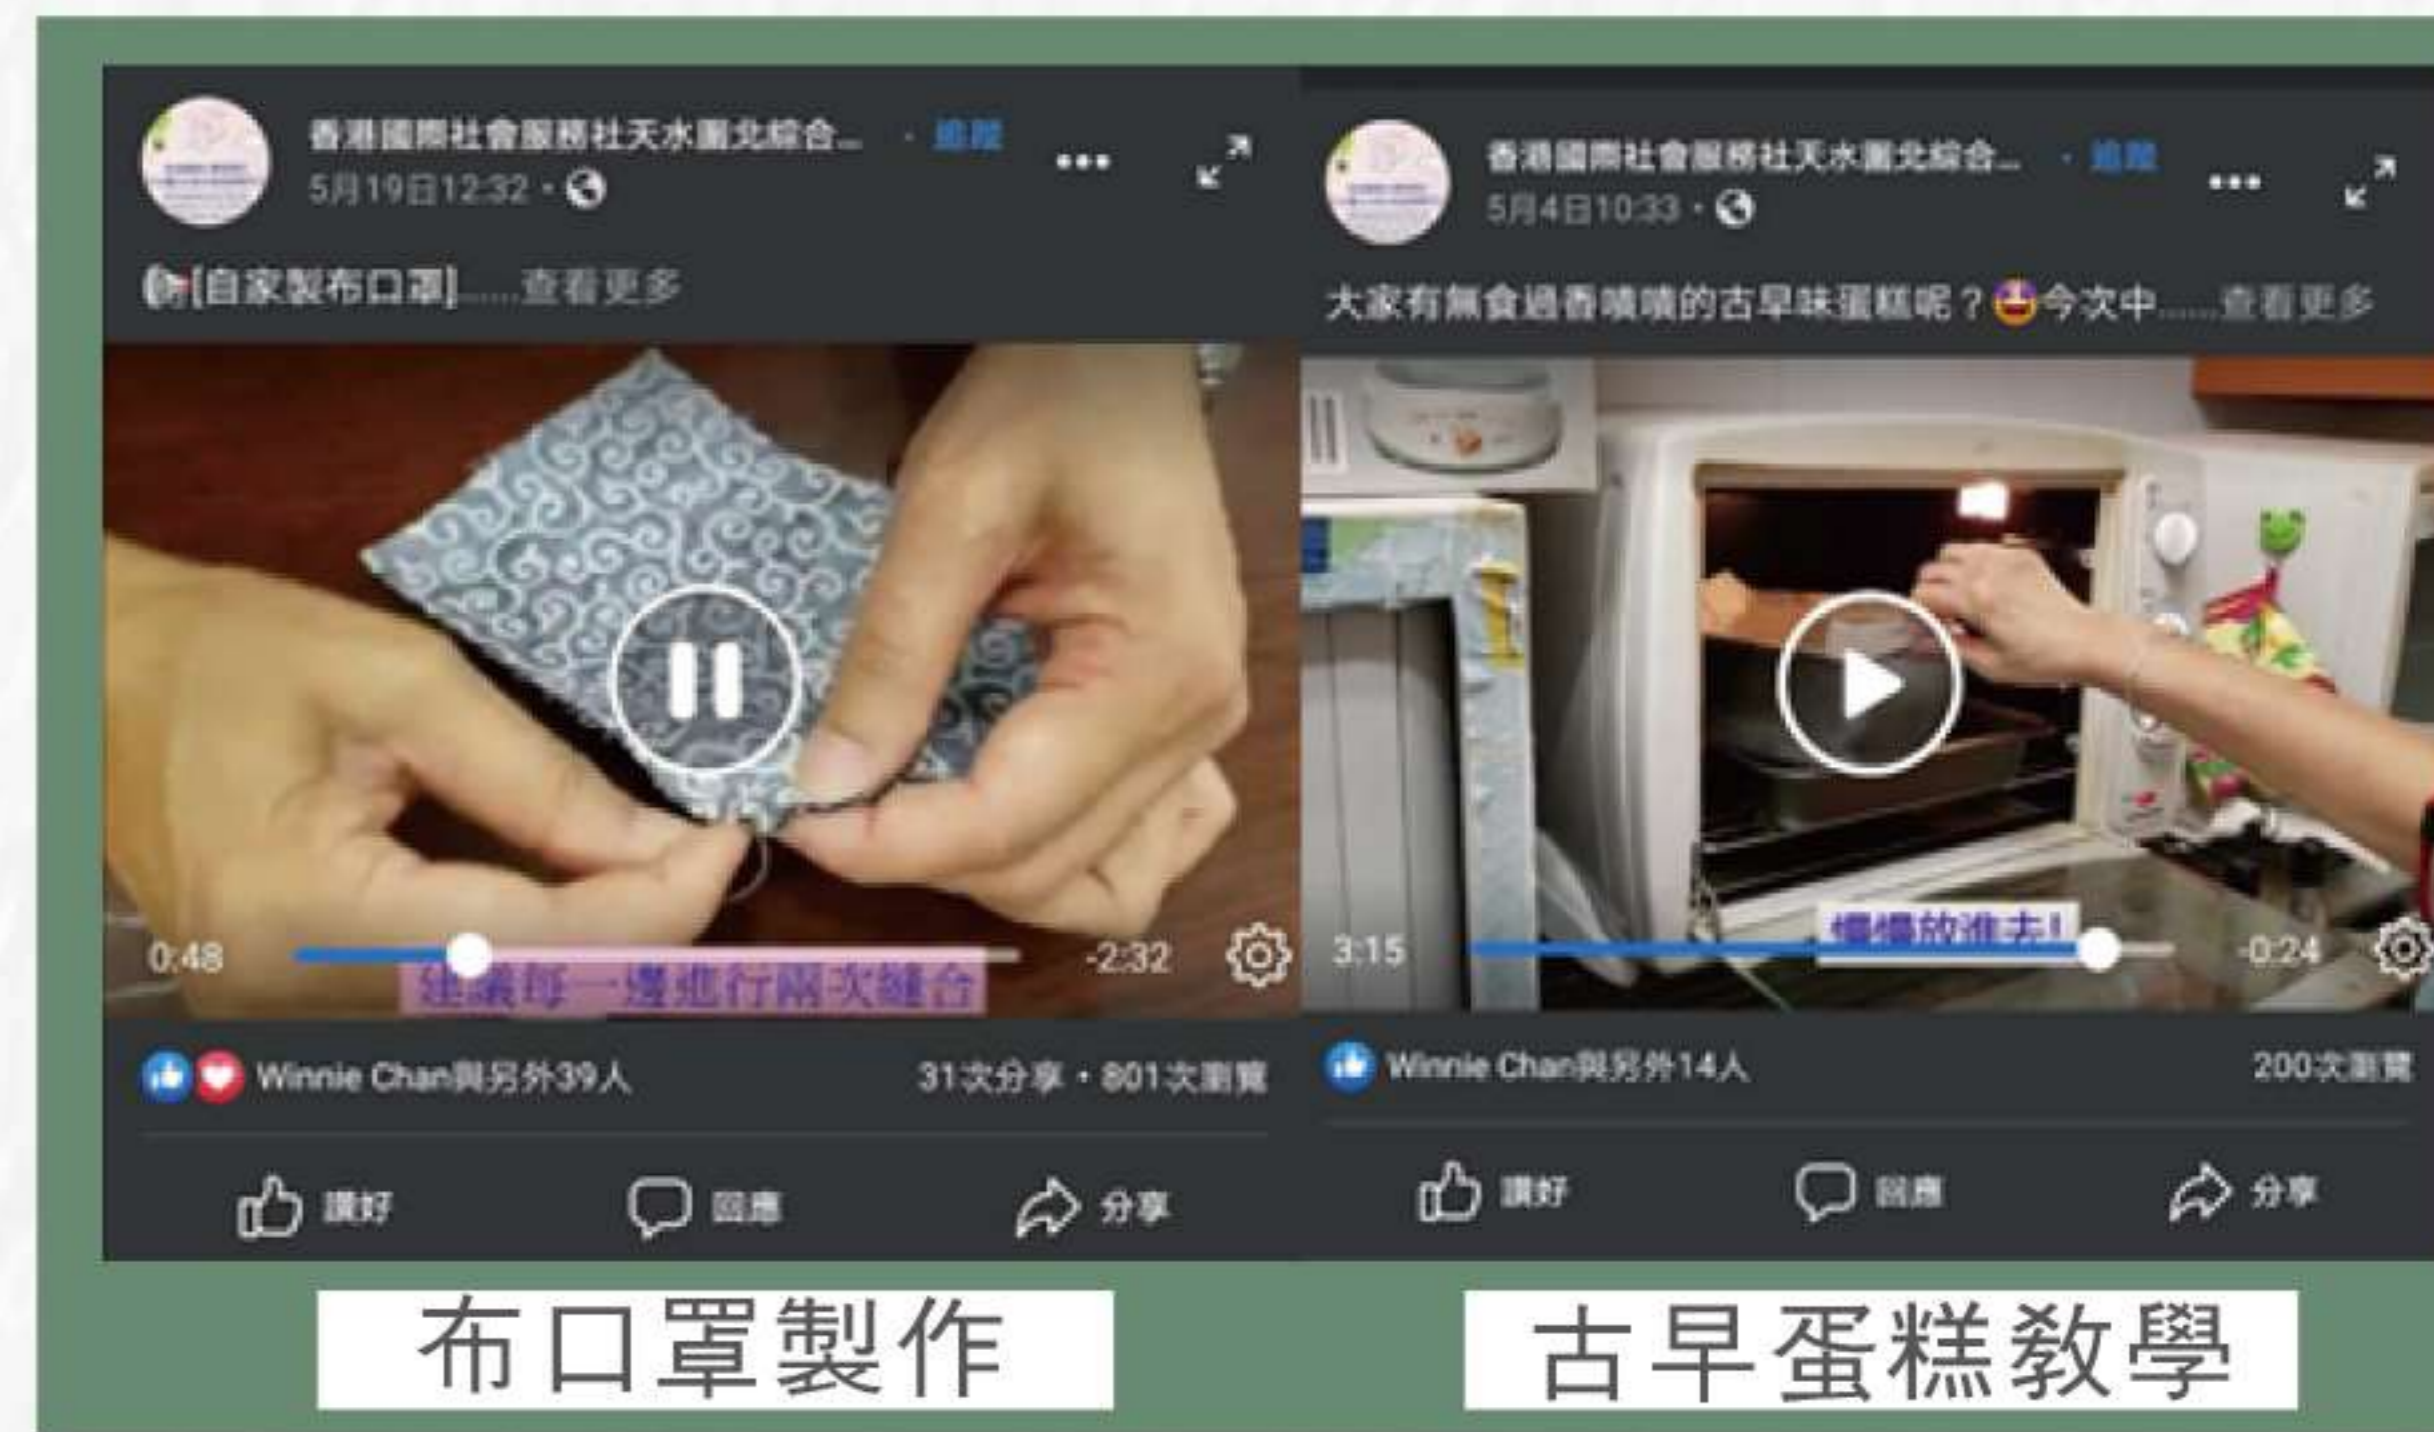 香港國際社會服務社天水圍北綜合... · 追蹤
5月19日12:32
[自家製布口罩]......查看更多
0:48
-2:32
建議每一邊進行兩次縫合
Winnie Chan與另外39人
31次分享 · 801次瀏覽
讚好
回應
分享
布口罩製作
香港國際社會服務社天水圍北綜合... · 追蹤
5月4日10:33
大家有無食過香噴噴的古早味蛋糕呢？今次中......查看更多
3:15
慢慢放進去!
-0:24
Winnie Chan與另外14人
200次瀏覽
讚好
回應
分享
古早蛋糕教學